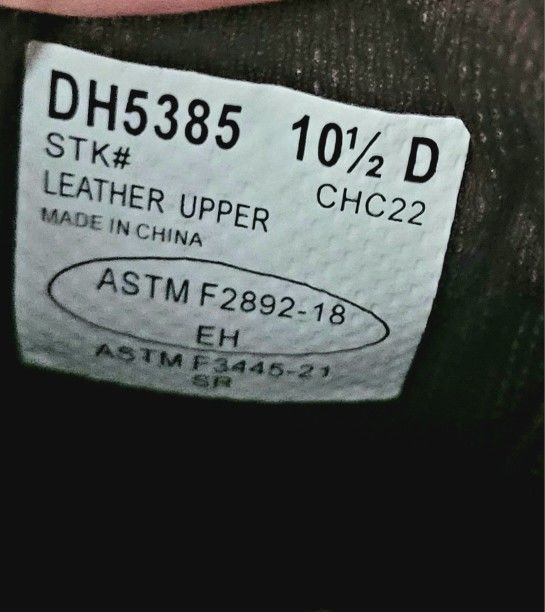 DH5385 10½ D
STK# CHC22
LEATHER UPPER
MADE IN CHINA
ASTM F2892-18
EH
ASTM F3445-21
SR